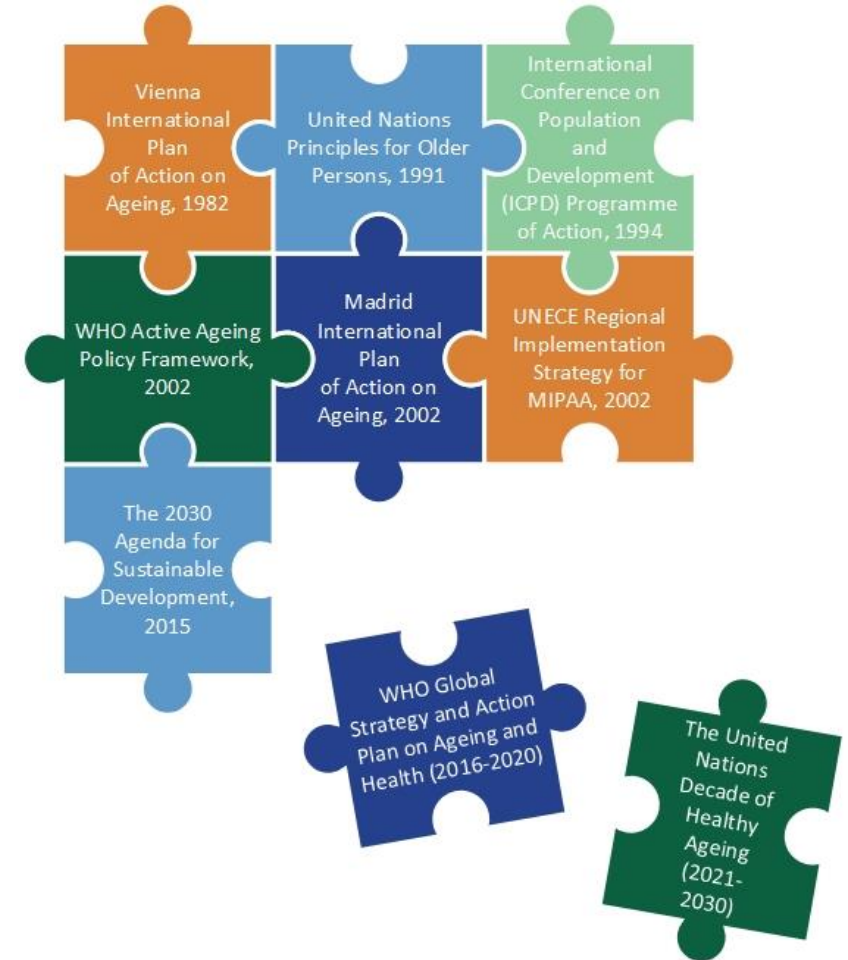 Vienna
International
Plan
of Action on
Ageing, 1982
United Nations
Principles for Older
Persons, 1991
International
Conference on
Population
and
Development
(ICPD) Programme
of Action, 1994
WHO Active Ageing
Policy Framework,
2002
Madrid
International
Plan
of Action on
Ageing, 2002
UNECE Regional
Implementation
Strategy for
MIPAA, 2002
The 2030
Agenda for
Sustainable
Development,
2015
WHO Global
Strategy and Action
Plan on Ageing and
Health (2016-2020)
The United
Nations
Decade of
Healthy
Ageing
(2021-
2030)